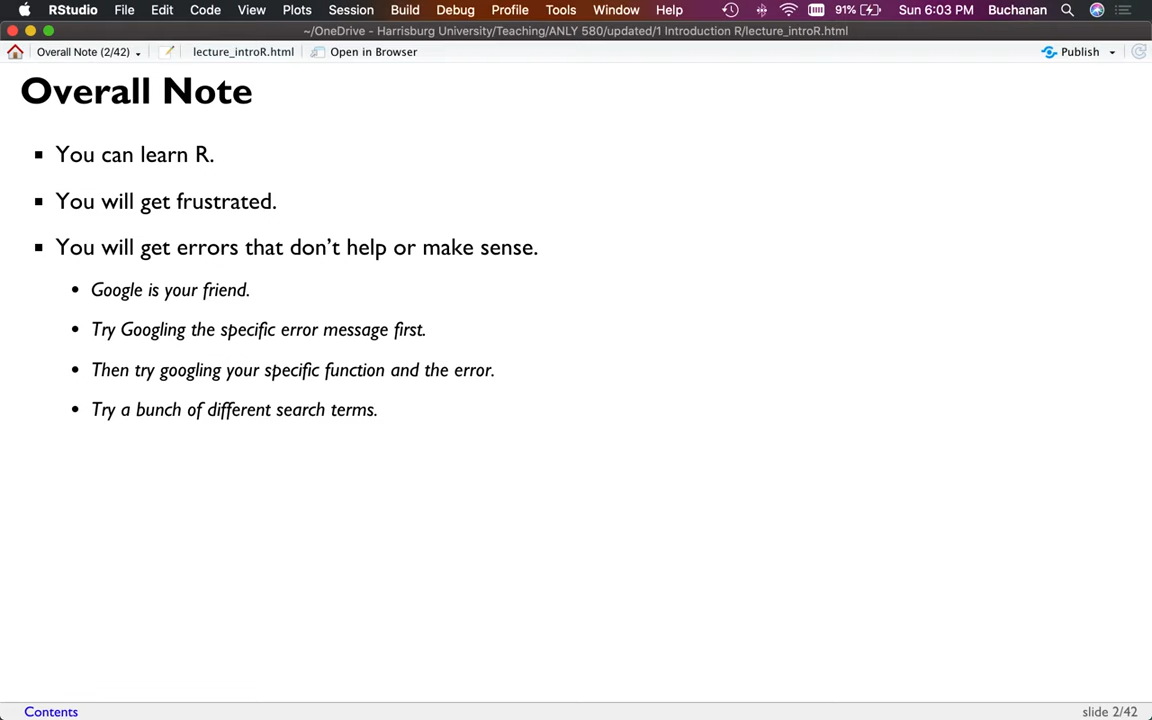 RStudio File Edit Code View Plots Session Build Debug Profile Tools Window Help 91% Sun 6:03 PM Buchanan
~/OneDrive - Harrisburg University/Teaching/ANLY 580/updated/1 Introduction R/lecture_introR.html
Overall Note (2/42) lecture_introR.html Open in Browser Publish
Overall Note
You can learn R.
You will get frustrated.
You will get errors that don’t help or make sense.
Google is your friend.
Try Googling the specific error message first.
Then try googling your specific function and the error.
Try a bunch of different search terms.
Contents slide 2/42